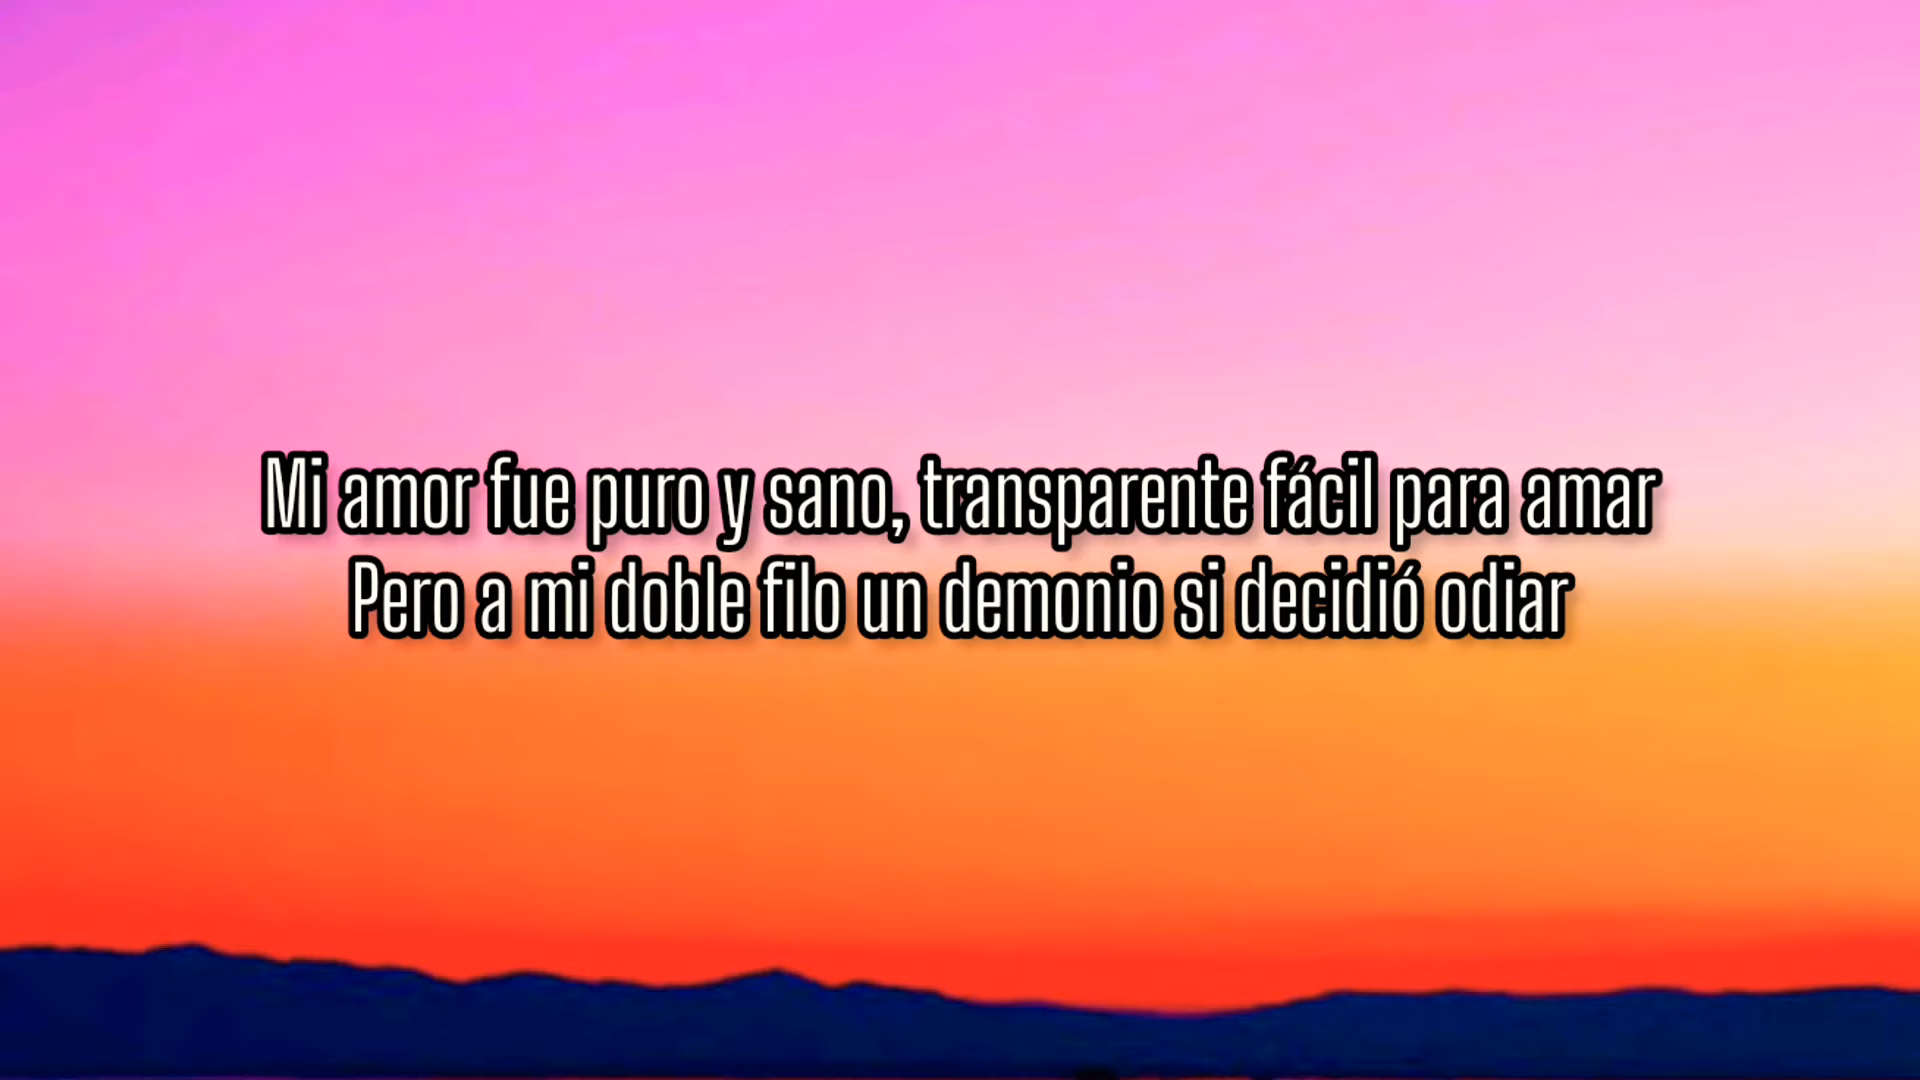 Mi amor fue puro y sano, transparente fácil para amar
Pero a mi doble filo un demonio si decidió odiar